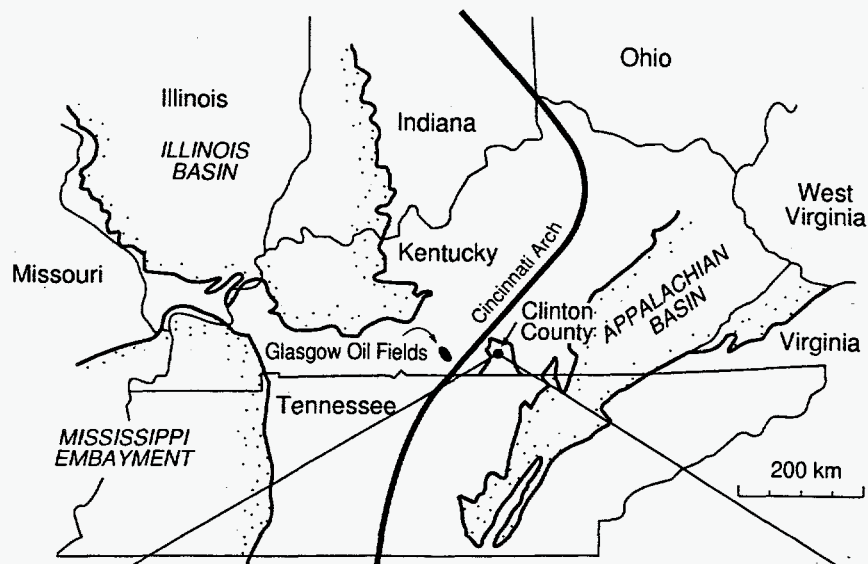 Ohio
Illinois
Indiana
ILLINOIS
BASIN
West
Virginia
Kentucky
Missouri
Cincinnati Arch
APPALACHIAN
BASIN
Clinton
County
Glasgow Oil Fields
Virginia
Tennessee
MISSISSIPPI
EMBAYMENT
200 km